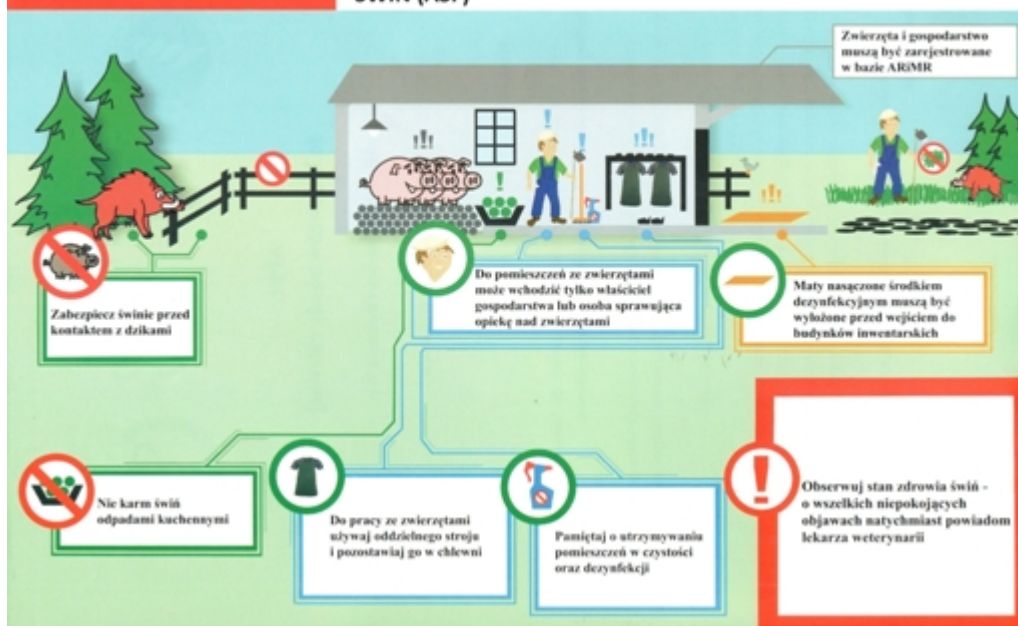 świń (ASF)
Zwierzęta i gospodarstwo
muszą być zarejestrowane
w bazie ARiMR
Zabezpiecz świnie przed
kontaktem z dzikami
Do pomieszczeń ze zwierzętami
może wchodzić tylko właściciel
gospodarstwa lub osoba sprawująca
opiekę nad zwierzętami
Maty nasączone środkiem
dezynfekcyjnym muszą być
wyłożone przed wejściem do
budynków inwentarskich
Nie karm świń
odpadami kuchennymi
Do pracy ze zwierzętami
używaj oddzielnego stroju
i pozostawiaj go w chlewni
Pamiętaj o utrzymywaniu
pomieszczeń w czystości
oraz dezynfekcji
Obserwuj stan zdrowia świń -
o wszelkich niepokojących
objawach natychmiast powiadom
lekarza weterynarii